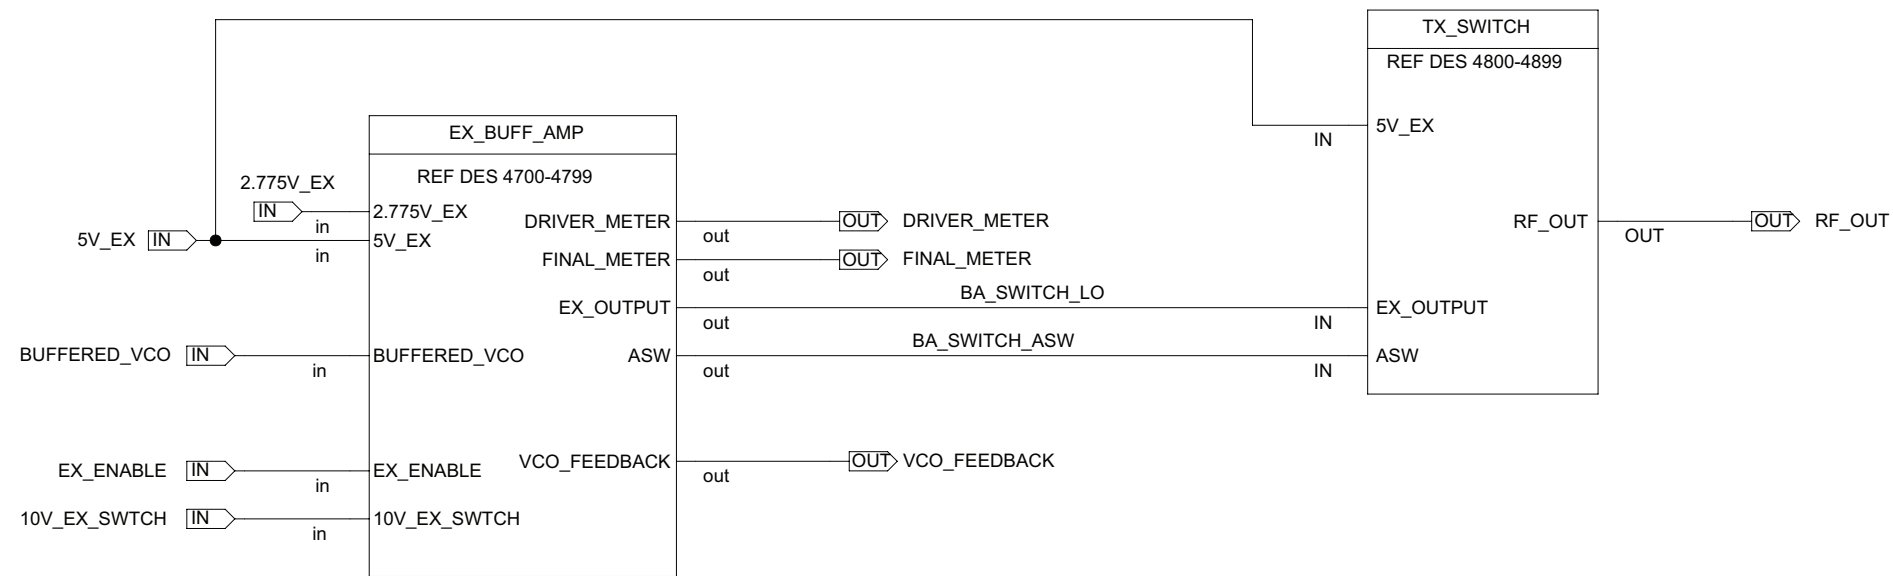 TX_SWITCH
REF DES 4800-4899
5V_EX
IN
EX_BUFF_AMP
REF DES 4700-4799
2.775V_EX
IN
in
2.775V_EX
5V_EX
IN
in
5V_EX
DRIVER_METER
out
OUT
DRIVER_METER
FINAL_METER
out
OUT
FINAL_METER
RF_OUT
OUT
OUT
RF_OUT
EX_OUTPUT
out
BA_SWITCH_LO
IN
EX_OUTPUT
BUFFERED_VCO
IN
in
BUFFERED_VCO
ASW
out
BA_SWITCH_ASW
IN
ASW
EX_ENABLE
IN
in
EX_ENABLE
VCO_FEEDBACK
out
OUT
VCO_FEEDBACK
10V_EX_SWTCH
IN
in
10V_EX_SWTCH